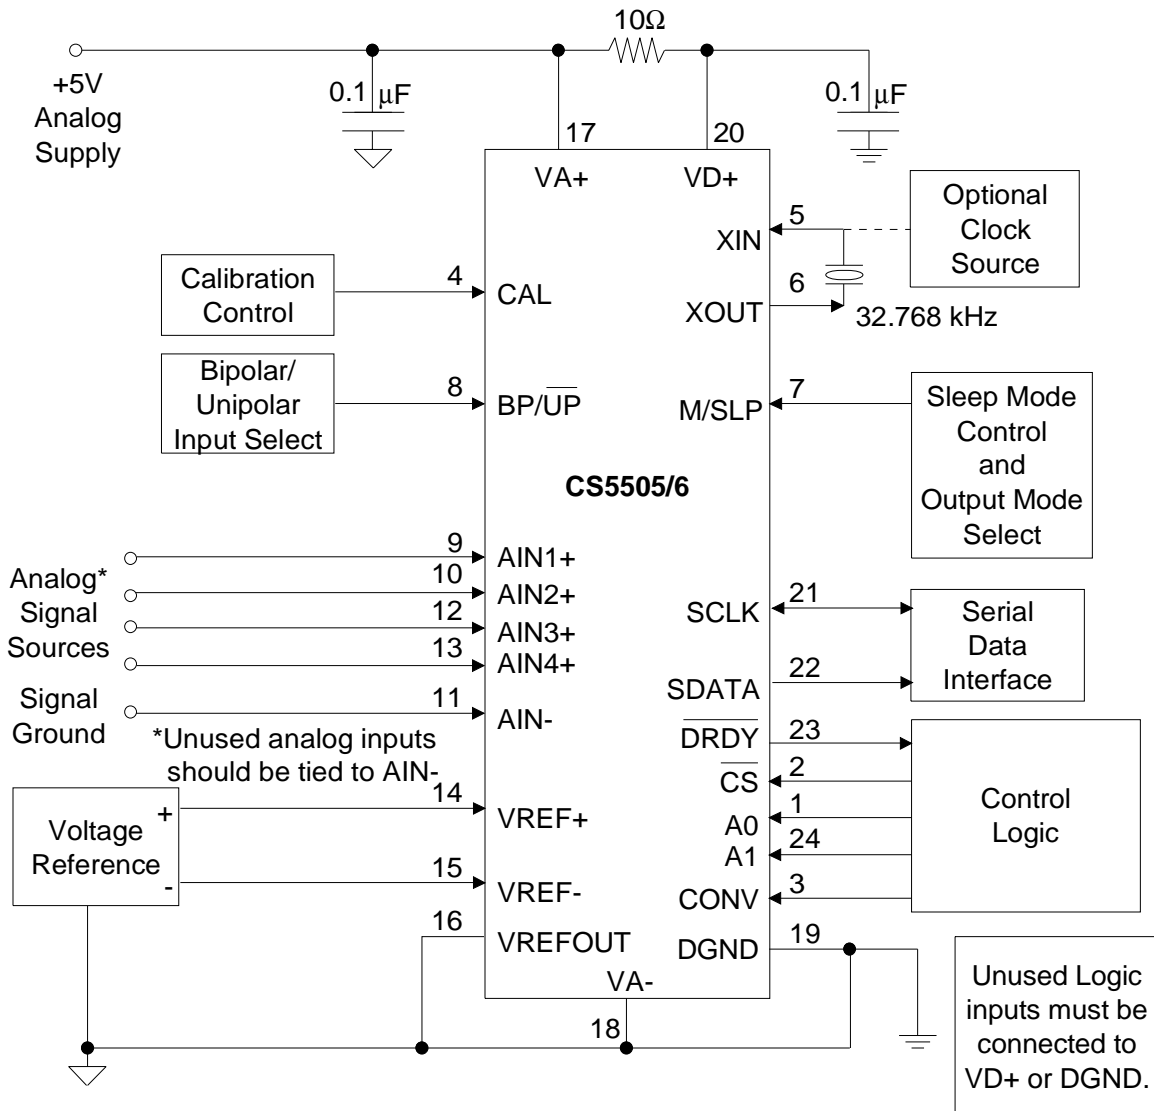 10Ω
+5V
Analog
Supply
0.1 μF
0.1 μF
17
20
VA+
VD+
Optional
Clock
Source
5
XIN
6
XOUT
32.768 kHz
Calibration
Control
4
CAL
Bipolar/
Unipolar
Input Select
8
BP/U̅P̅
7
M/SLP
Sleep Mode
Control
and
Output Mode
Select
CS5505/6
Analog*
Signal
Sources
9
AIN1+
10
AIN2+
12
AIN3+
13
AIN4+
Signal
Ground
11
AIN-
*Unused analog inputs
should be tied to AIN-
21
SCLK
22
SDATA
Serial
Data
Interface
23
D̅R̅D̅Y̅
2
C̅S̅
1
A0
24
A1
3
CONV
Control
Logic
Voltage
Reference
+
-
14
VREF+
15
VREF-
16
VREFOUT
19
DGND
VA-
18
Unused Logic
inputs must be
connected to
VD+ or DGND.